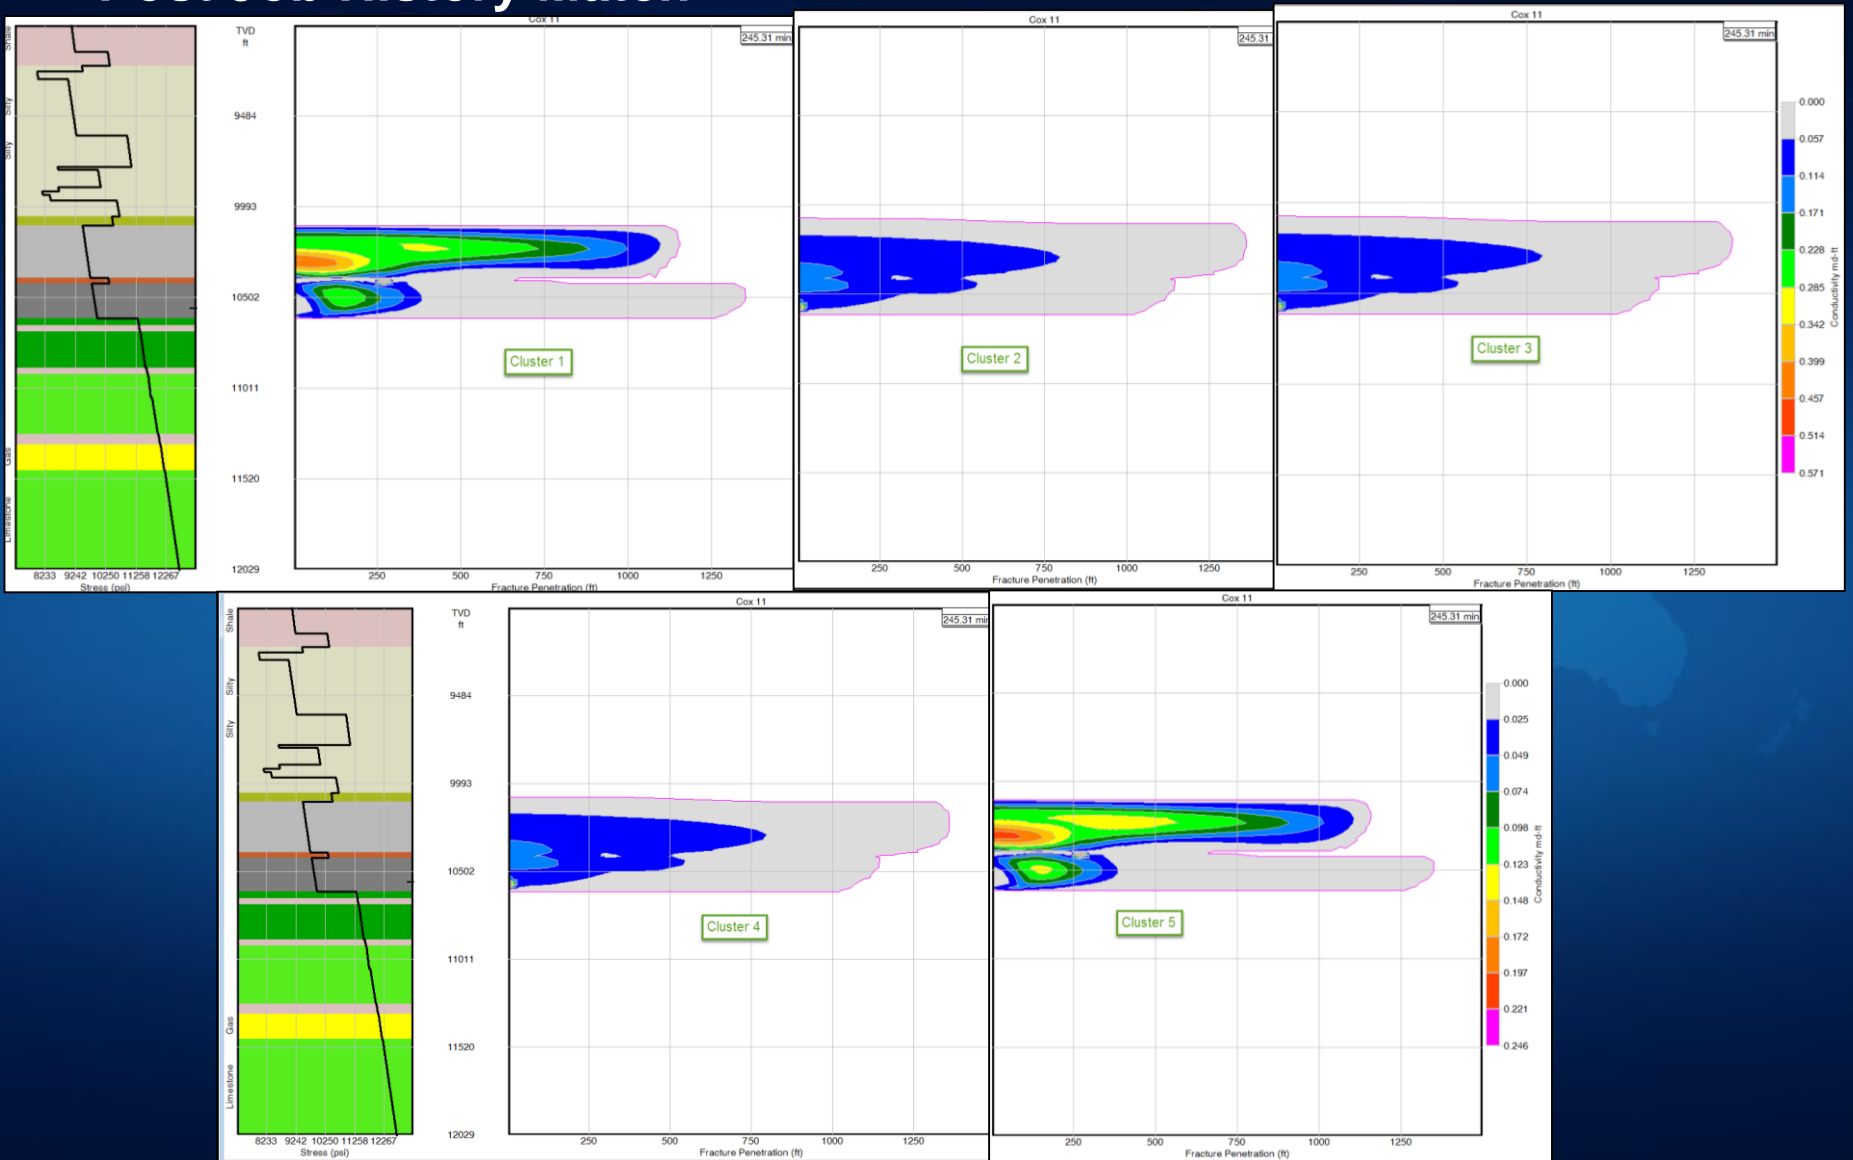 Post Job History Match
Cox 11
TVD
ft
245.31 min
Shale
Silty
Silty
Gas
Limestone
9484
9993
10502
11011
11520
12029
8233 9242 10250 11258 12267
Stress (psi)
Cluster 1
250 500 750 1000 1250
Fracture Penetration (ft)
Cox 11
245.31
Cluster 2
250 500 750 1000 1250
Fracture Penetration (ft)
Cox 11
245.31 min
Cluster 3
250 500 750 1000 1250
Fracture Penetration (ft)
0.000
0.057
0.114
0.171
0.228
0.285
0.342
0.399
0.457
0.514
0.571
Conductivity md-ft
Cox 11
TVD
ft
245.31 min
Shale
Silty
Silty
Gas
Limestone
9484
9993
10502
11011
11520
12029
8233 9242 10250 11258 12267
Stress (psi)
Cluster 4
250 500 750 1000 1250
Fracture Penetration (ft)
Cox 11
245.31 min
Cluster 5
250 500 750 1000 1250
Fracture Penetration (ft)
0.000
0.025
0.049
0.074
0.098
0.123
0.148
0.172
0.197
0.221
0.246
Conductivity md-ft